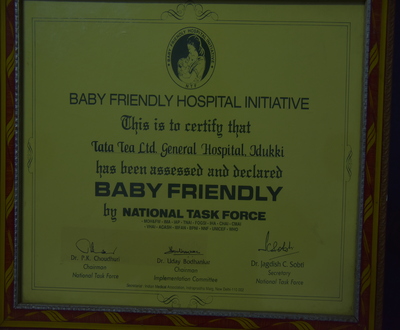 BABY FRIENDLY HOSPITAL INITIATIVE
This is to certify that
Tata Tea Ltd. General Hospital, Idukki
has been assessed and declared
BABY FRIENDLY
by NATIONAL TASK FORCE
Dr. P.K. Choudhari
Chairman
National Task Force
Dr. Uday Bodhanka
Chairman
Implementation Committee
Dr. Jagdish C. Sobti
Secretary
National Task Force